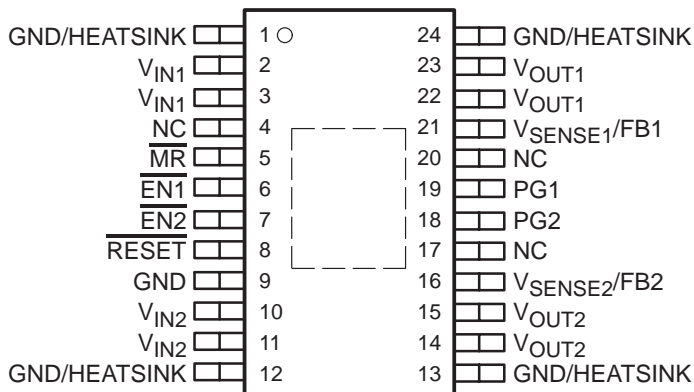 GND/HEATSINK 1 24 GND/HEATSINK
VIN1 2 23 VOUT1
VIN1 3 22 VOUT1
NC 4 21 VSENSE1/FB1
MR 5 20 NC
EN1 6 19 PG1
EN2 7 18 PG2
RESET 8 17 NC
GND 9 16 VSENSE2/FB2
VIN2 10 15 VOUT2
VIN2 11 14 VOUT2
GND/HEATSINK 12 13 GND/HEATSINK